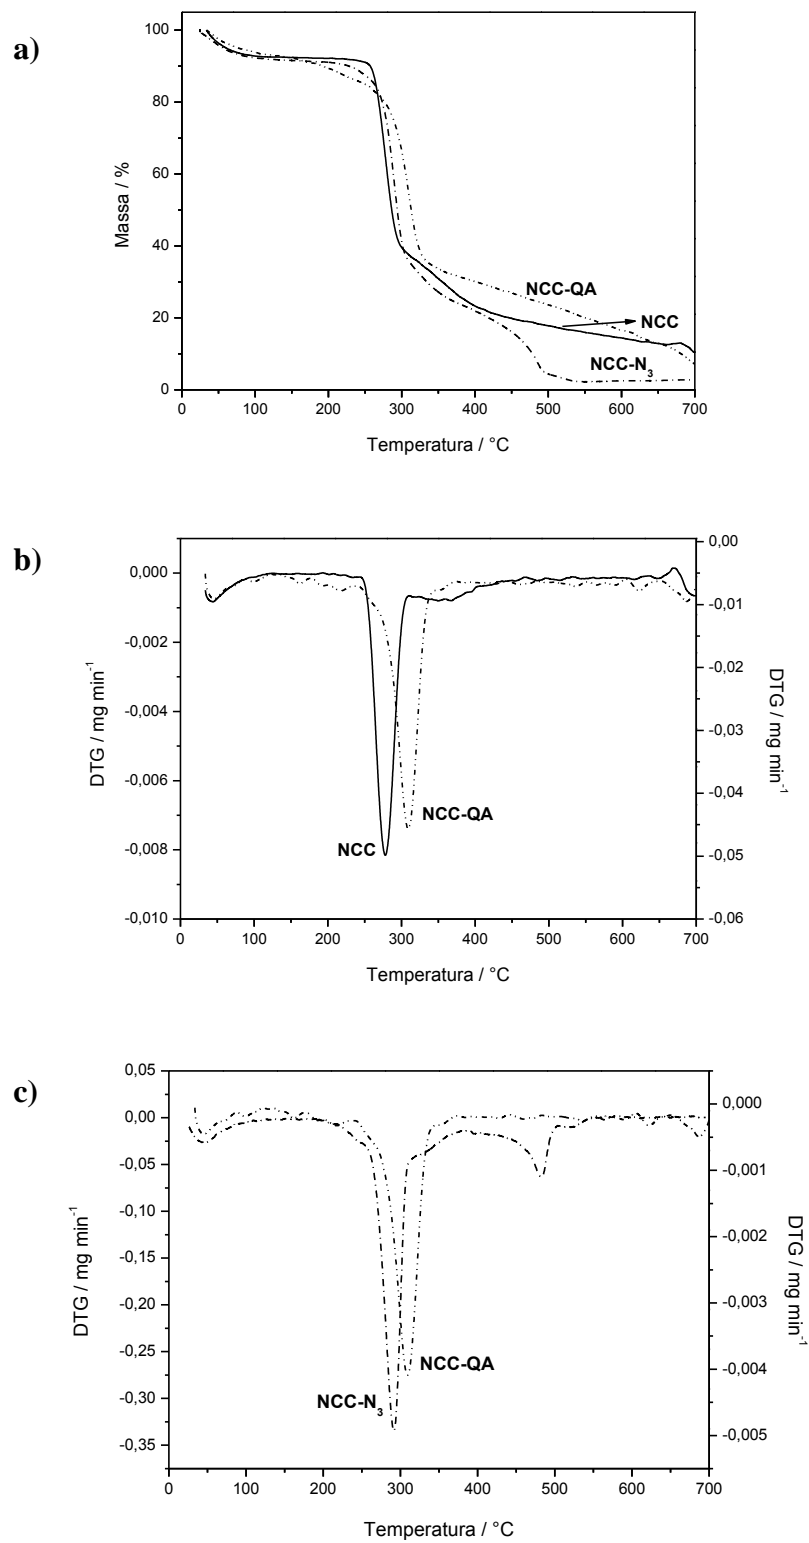 a)
100
80
60
40
20
0
Massa / %
NCC-QA
NCC
NCC-N₃
0 100 200 300 400 500 600 700
Temperatura / °C
b)
0,000
-0,002
-0,004
-0,006
-0,008
-0,010
DTG / mg min⁻¹
0,00
-0,01
-0,02
-0,03
-0,04
-0,05
-0,06
DTG / mg min⁻¹
NCC-QA
NCC
0 100 200 300 400 500 600 700
Temperatura / °C
c)
0,05
0,00
-0,05
-0,10
-0,15
-0,20
-0,25
-0,30
-0,35
DTG / mg min⁻¹
0,000
-0,001
-0,002
-0,003
-0,004
-0,005
DTG / mg min⁻¹
NCC-QA
NCC-N₃
0 100 200 300 400 500 600 700
Temperatura / °C